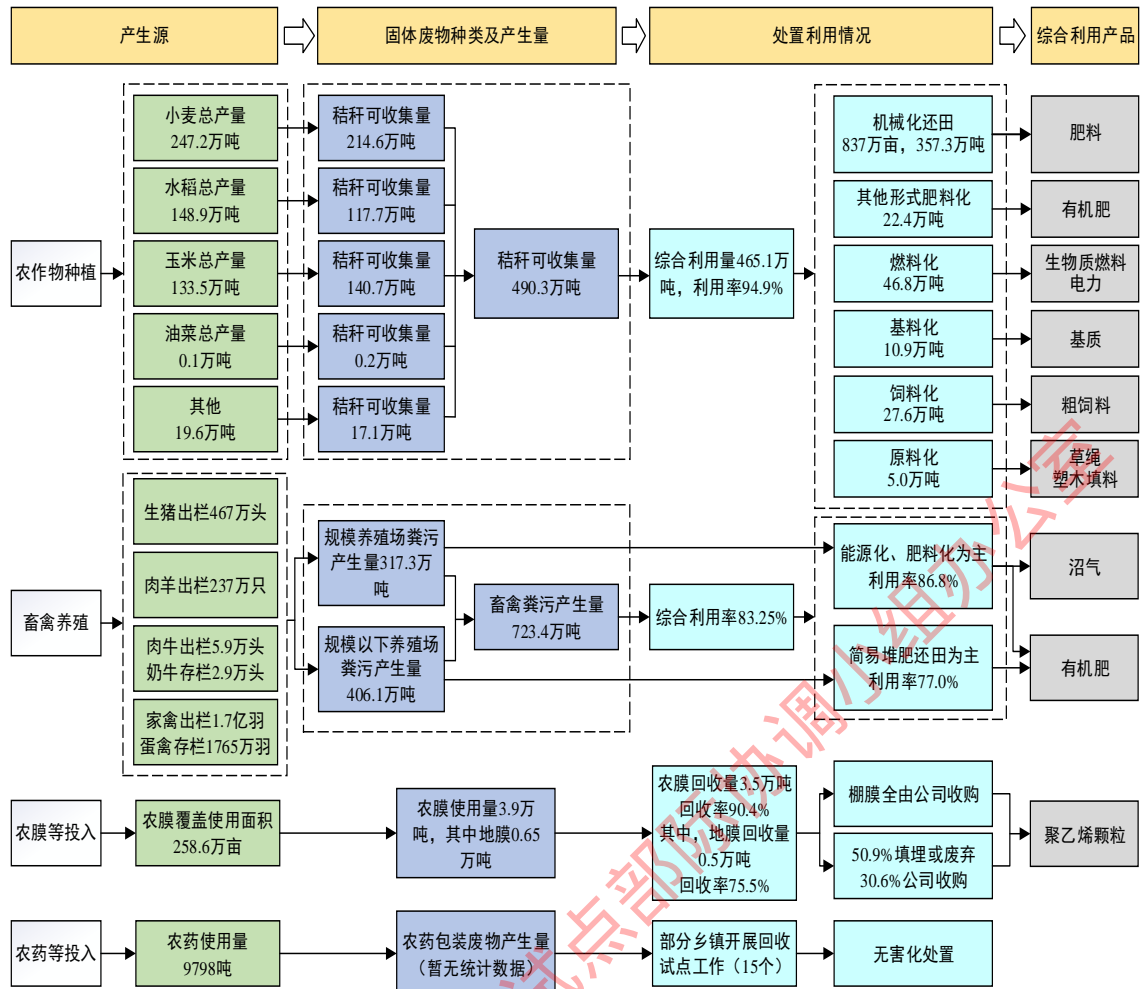 产生源
固体废物种类及产生量
处置利用情况
综合利用产品
农作物种植
小麦总产量
247.2万吨
水稻总产量
148.9万吨
玉米总产量
133.5万吨
油菜总产量
0.1万吨
其他
19.6万吨
秸秆可收集量
214.6万吨
秸秆可收集量
117.7万吨
秸秆可收集量
140.7万吨
秸秆可收集量
0.2万吨
秸秆可收集量
17.1万吨
秸秆可收集量
490.3万吨
综合利用量465.1万
吨，利用率94.9%
机械化还田
837万亩，357.3万吨
其他形式肥料化
22.4万吨
燃料化
46.8万吨
基料化
10.9万吨
饲料化
27.6万吨
原料化
5.0万吨
肥料
有机肥
生物质燃料
电力
基质
粗饲料
草绳
塑木填料
畜禽养殖
生猪出栏467万头
肉羊出栏237万只
肉牛出栏5.9万头
奶牛存栏2.9万头
家禽出栏1.7亿羽
蛋禽存栏1765万羽
规模养殖场粪污
产生量317.3万
吨
规模以下养殖场
粪污产生量
406.1万吨
畜禽粪污产生量
723.4万吨
综合利用率83.25%
能源化、肥料化为主
利用率86.8%
简易堆肥还田为主
利用率77.0%
沼气
有机肥
农膜等投入
农膜覆盖使用面积
258.6万亩
农膜使用量3.9万
吨，其中地膜0.65
万吨
农膜回收量3.5万吨
回收率90.4%
其中，地膜回收量
0.5万吨
回收率75.5%
棚膜全由公司收购
50.9%填埋或废弃
30.6%公司收购
聚乙烯颗粒
农药等投入
农药使用量
9798吨
农药包装废物产生量
（暂无统计数据）
部分乡镇开展回收
试点工作（15个）
无害化处置
试点部际协调小组办公室